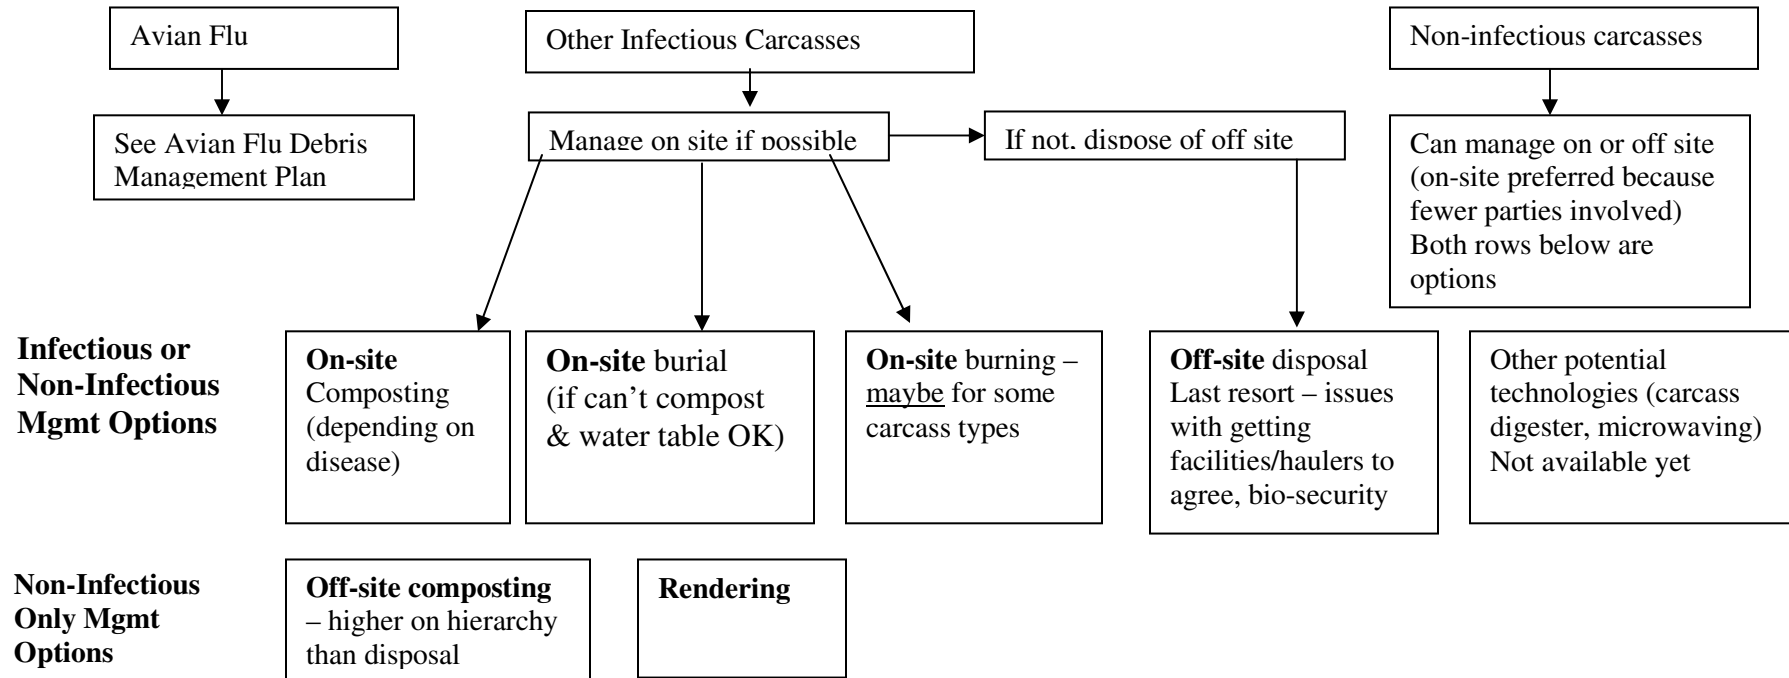 Avian Flu
Other Infectious Carcasses
Non-infectious carcasses
See Avian Flu Debris
Management Plan
Manage on site if possible
If not, dispose of off site
Can manage on or off site
(on-site preferred because
fewer parties involved)
Both rows below are
options
Infectious or
Non-Infectious
Mgmt Options
On-site
Composting
(depending on
disease)
On-site burial
(if can’t compost
& water table OK)
On-site burning –
maybe for some
carcass types
Off-site disposal
Last resort – issues
with getting
facilities/haulers to
agree, bio-security
Other potential
technologies (carcass
digester, microwaving)
Not available yet
Non-Infectious
Only Mgmt
Options
Off-site composting
– higher on hierarchy
than disposal
Rendering